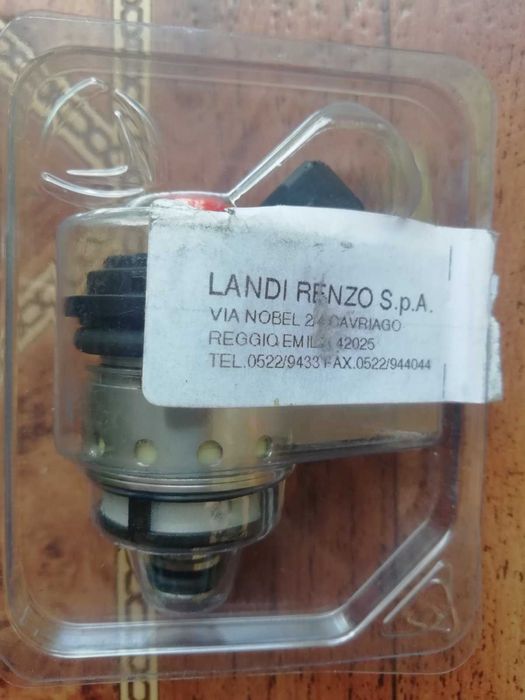 LANDI RENZO S.p.A.
VIA NOBEL 2/4 CAVRIAGO
REGGIO EMILIA 42025
TEL.0522/9433 FAX.0522/944044